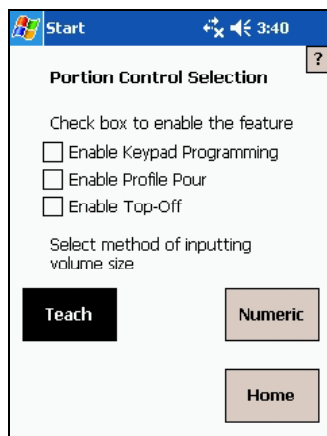 Start 3:40
?
Portion Control Selection
Check box to enable the feature
Enable Keypad Programming
Enable Profile Pour
Enable Top-Off
Select method of inputting
volume size
Teach Numeric
Home